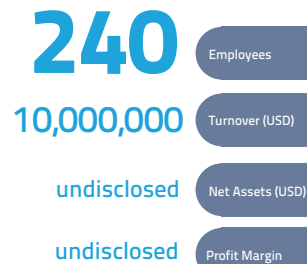 240 Employees
10,000,000 Turnover (USD)
undisclosed Net Assets (USD)
undisclosed Profit Margin